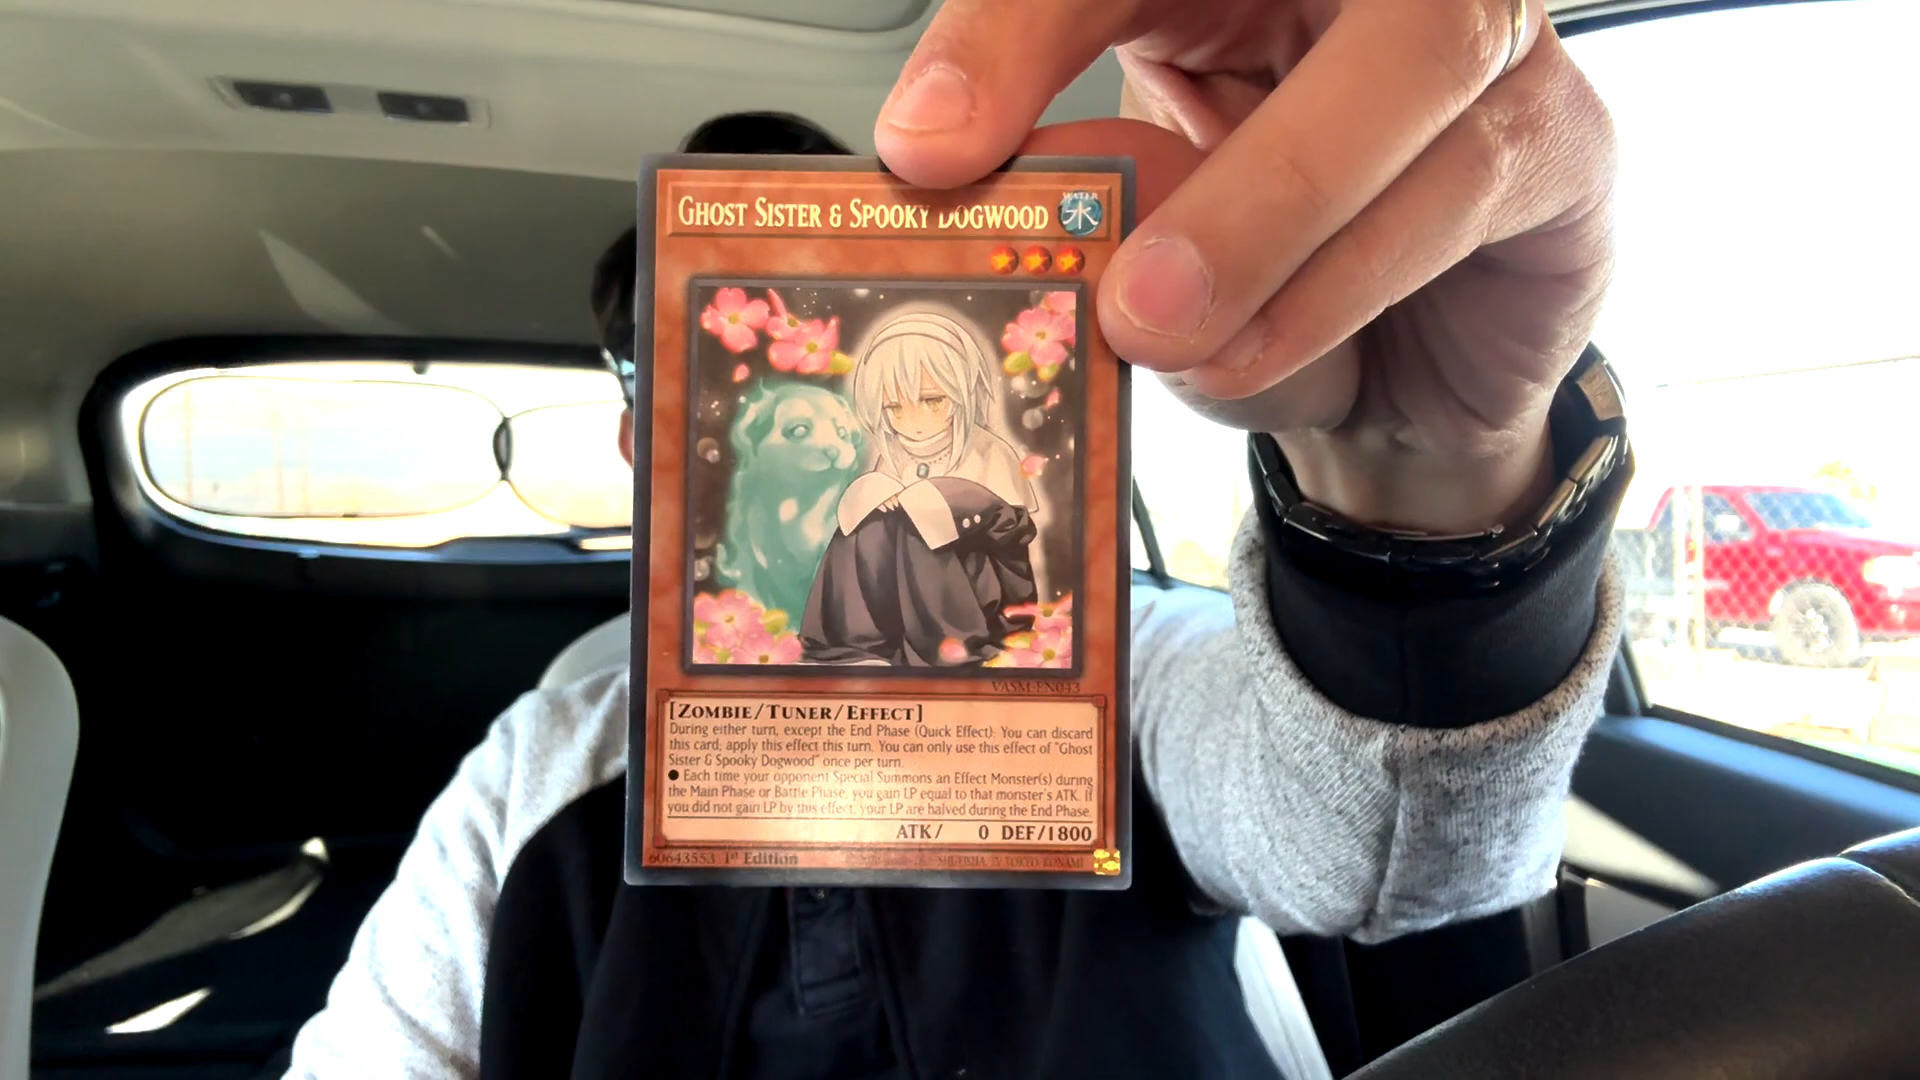 GHOST SISTER & SPOOKY DOGWOOD
WATER
水
VASM-EN043
[ZOMBIE/TUNER/EFFECT]
During either turn, except the End Phase (Quick Effect): You can discard
this card; apply this effect this turn. You can only use this effect of "Ghost
Sister & Spooky Dogwood" once per turn.
● Each time your opponent Special Summons an Effect Monster(s) during
the Main Phase or Battle Phase, you gain LP equal to that monster's ATK. If
you did not gain LP by this effect, your LP are halved during the End Phase.
ATK/ 0 DEF/1800
60643553 1st Edition TV TOKYO, KONAMI